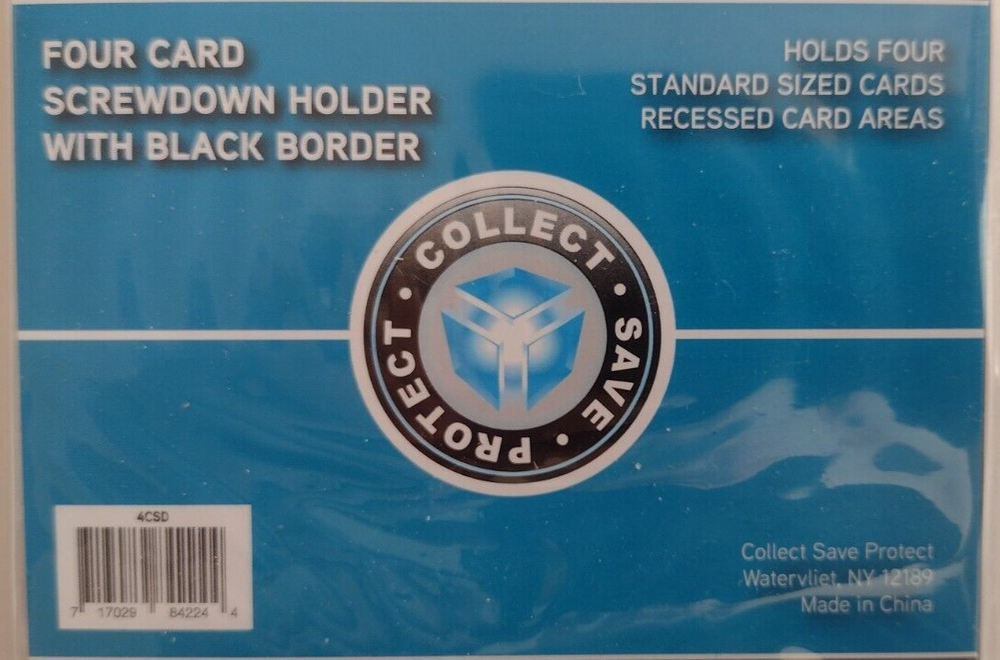 FOUR CARD
SCREWDOWN HOLDER
WITH BLACK BORDER
HOLDS FOUR
STANDARD SIZED CARDS
RECESSED CARD AREAS
COLLECT • SAVE • PROTECT •
4CSD
7 17029 84224 4
Collect Save Protect
Watervliet, NY 12189
Made in China